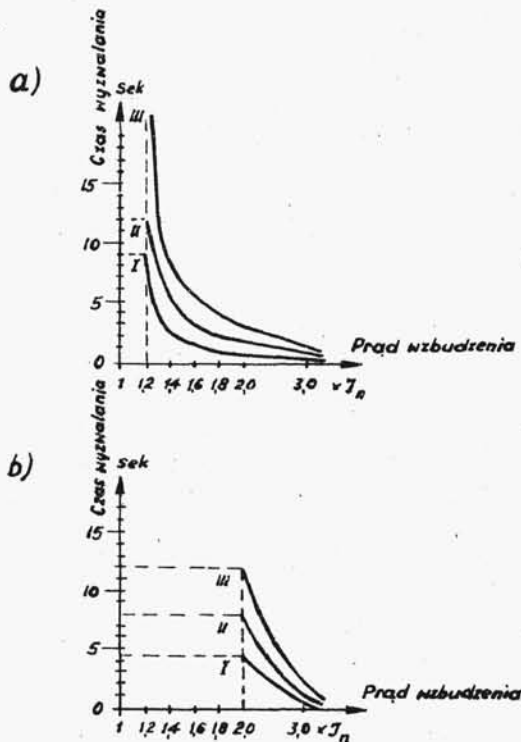 a)
Czas wyzwalania
sek
III
15
II
10
I
5
0
Prąd wzbudzenia
1 1,2 1,4 1,6 1,8 2,0 3,0 × Jn
b)
Czas wyzwalania
sek
15
III
10
II
5
I
0
Prąd wzbudzenia
1 1,2 1,4 1,6 1,8 2,0 3,0 × Jn